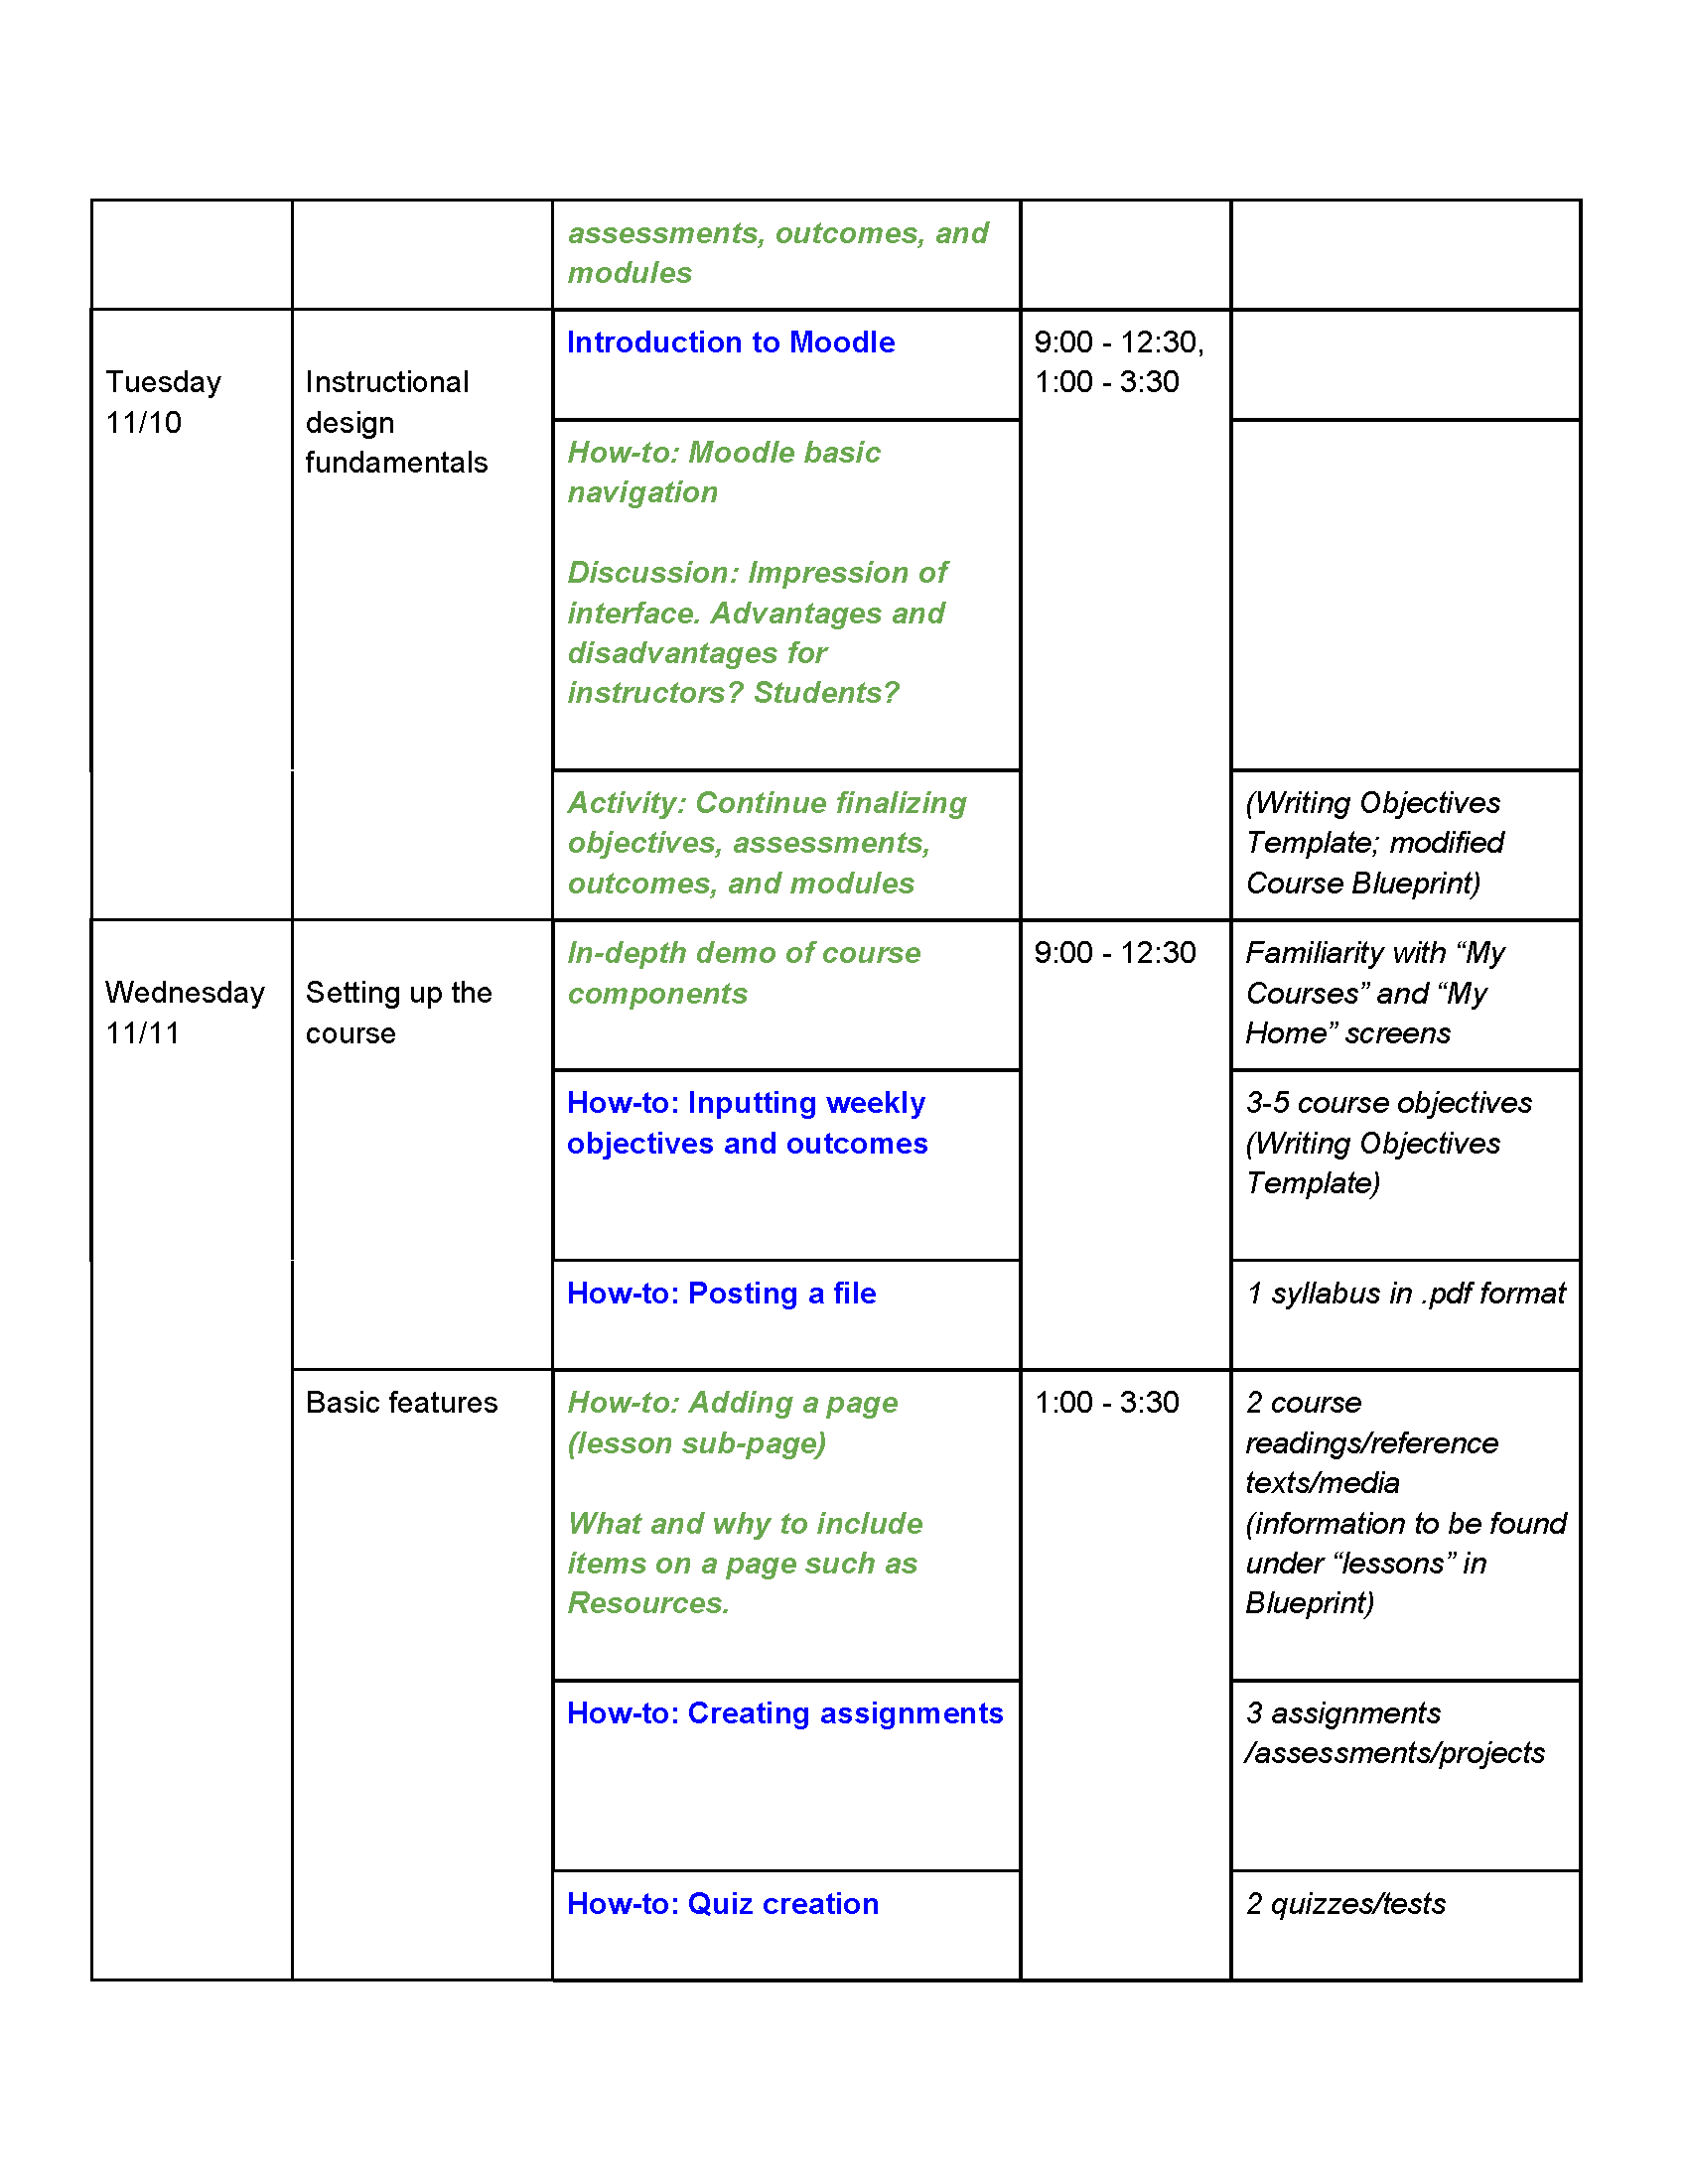 assessments, outcomes, and
modules
Tuesday
11/10
Instructional
design
fundamentals
Introduction to Moodle
9:00 - 12:30,
1:00 - 3:30
How-to: Moodle basic
navigation
Discussion: Impression of
interface. Advantages and
disadvantages for
instructors? Students?
Activity: Continue finalizing
objectives, assessments,
outcomes, and modules
(Writing Objectives
Template; modified
Course Blueprint)
Wednesday
11/11
Setting up the
course
In-depth demo of course
components
9:00 - 12:30
Familiarity with “My
Courses” and “My
Home” screens
How-to: Inputting weekly
objectives and outcomes
3-5 course objectives
(Writing Objectives
Template)
How-to: Posting a file
1 syllabus in .pdf format
Basic features
How-to: Adding a page
(lesson sub-page)
What and why to include
items on a page such as
Resources.
1:00 - 3:30
2 course
readings/reference
texts/media
(information to be found
under “lessons” in
Blueprint)
How-to: Creating assignments
3 assignments
/assessments/projects
How-to: Quiz creation
2 quizzes/tests